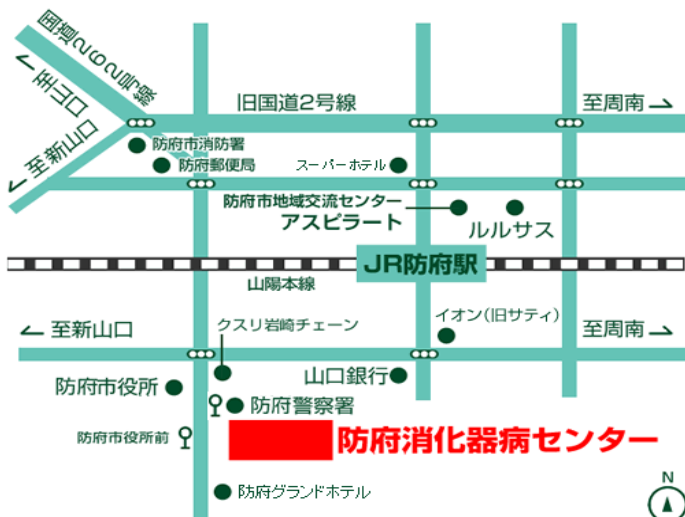 国道262号線
至山口
至新山口
旧国道2号線
至周南
防府市消防署
防府郵便局
スーパーホテル
防府市地域交流センター
アスピラート
ルルサス
JR防府駅
山陽本線
至新山口
クスリ岩崎チェーン
イオン(旧サティ)
至周南
防府市役所
山口銀行
防府警察署
防府市役所前
防府消化器病センター
防府グランドホテル
N